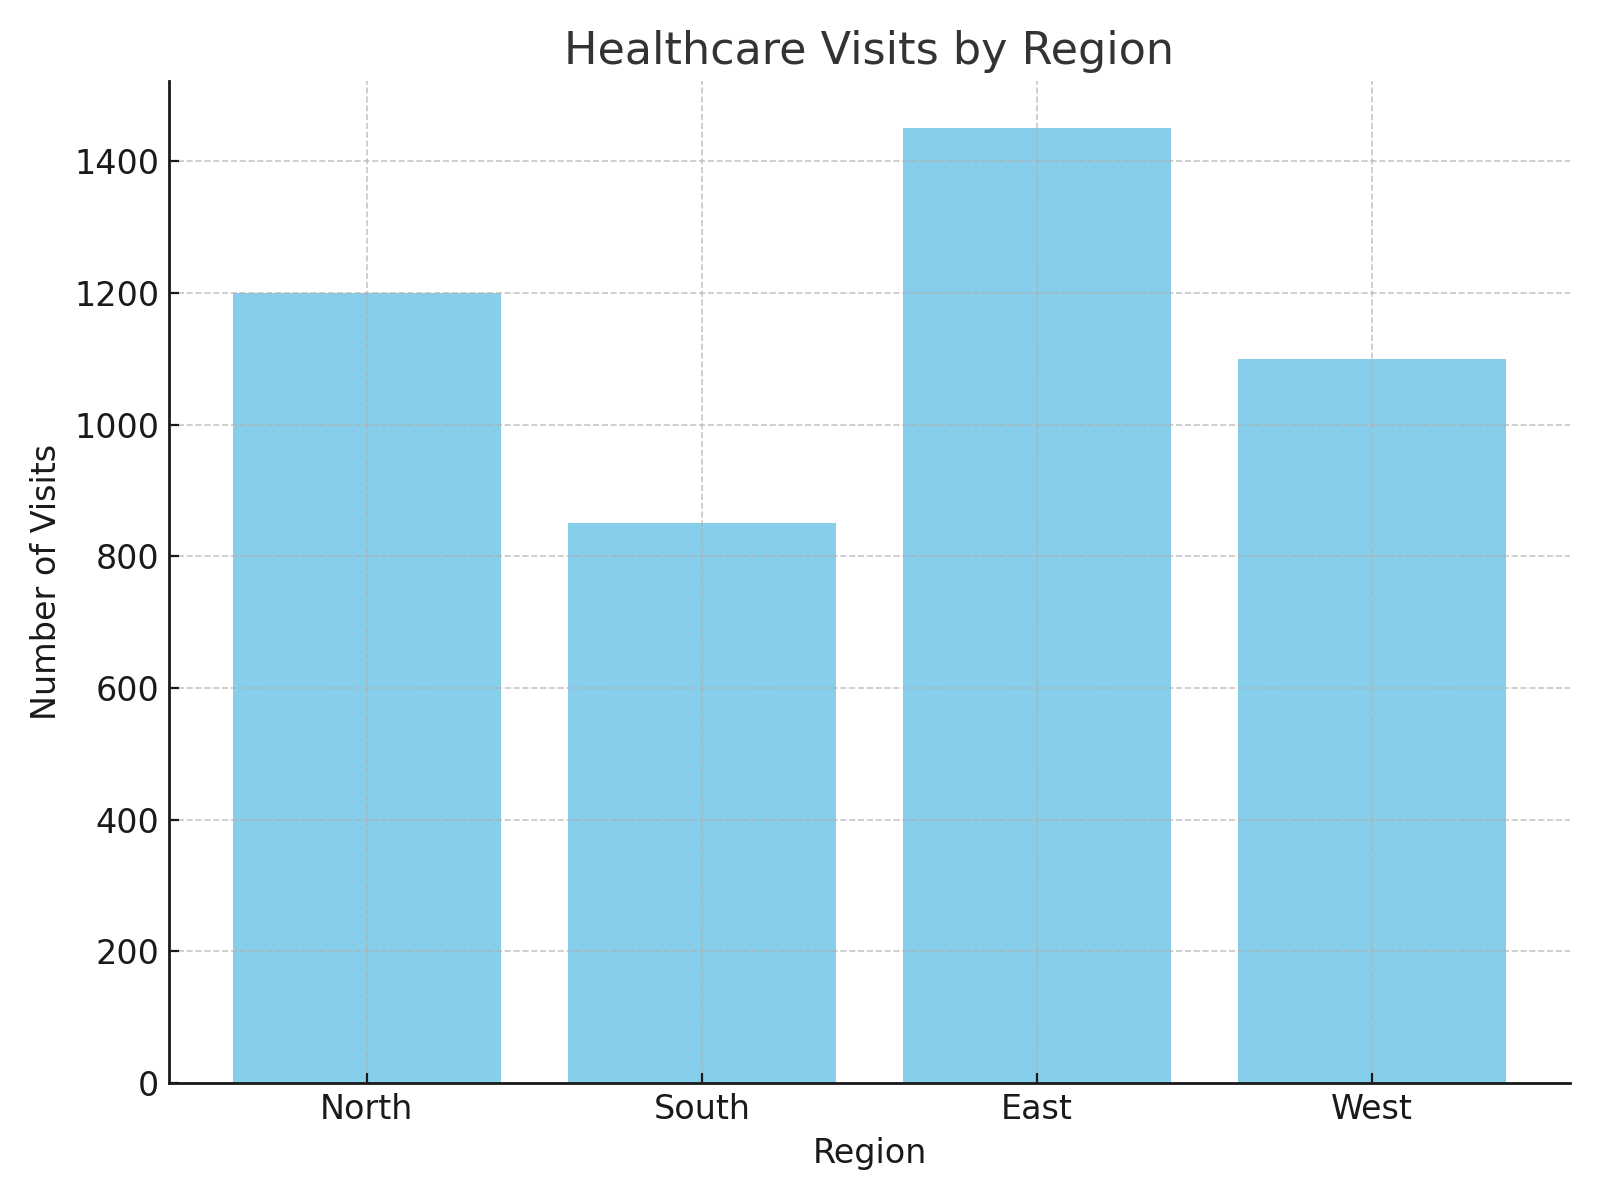 Healthcare Visits by Region
Number of Visits
1400
1200
1000
800
600
400
200
0
North South East West
Region